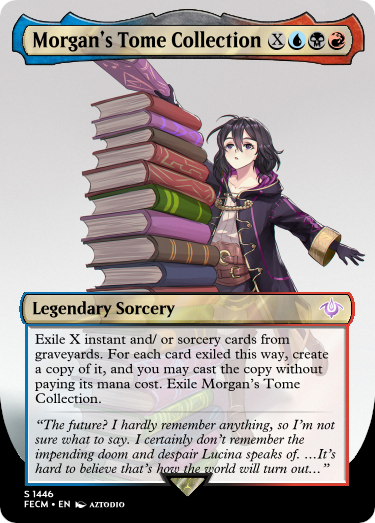 Morgan's Tome Collection X
Legendary Sorcery
Exile X instant and/ or sorcery cards from
graveyards. For each card exiled this way, create
a copy of it, and you may cast the copy without
paying its mana cost. Exile Morgan's Tome
Collection.
“The future? I hardly remember anything, so I'm not
sure what to say. I certainly don't remember the
impending doom and despair Lucina speaks of. …It's
hard to believe that's how the world will turn out…”
S 1446
FECM • EN AZTODIO